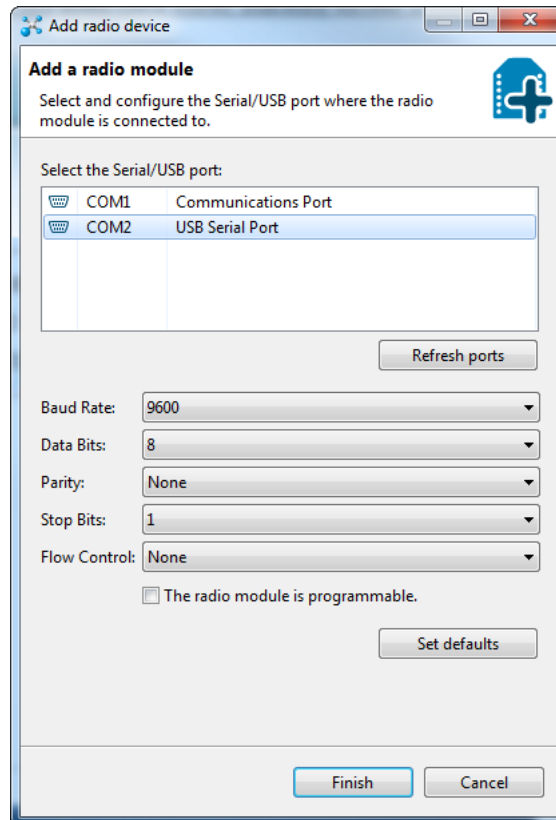 Add radio device
Add a radio module
Select and configure the Serial/USB port where the radio
module is connected to.
Select the Serial/USB port:
COM1 Communications Port
COM2 USB Serial Port
Refresh ports
Baud Rate: 9600
Data Bits: 8
Parity: None
Stop Bits: 1
Flow Control: None
The radio module is programmable.
Set defaults
Finish Cancel